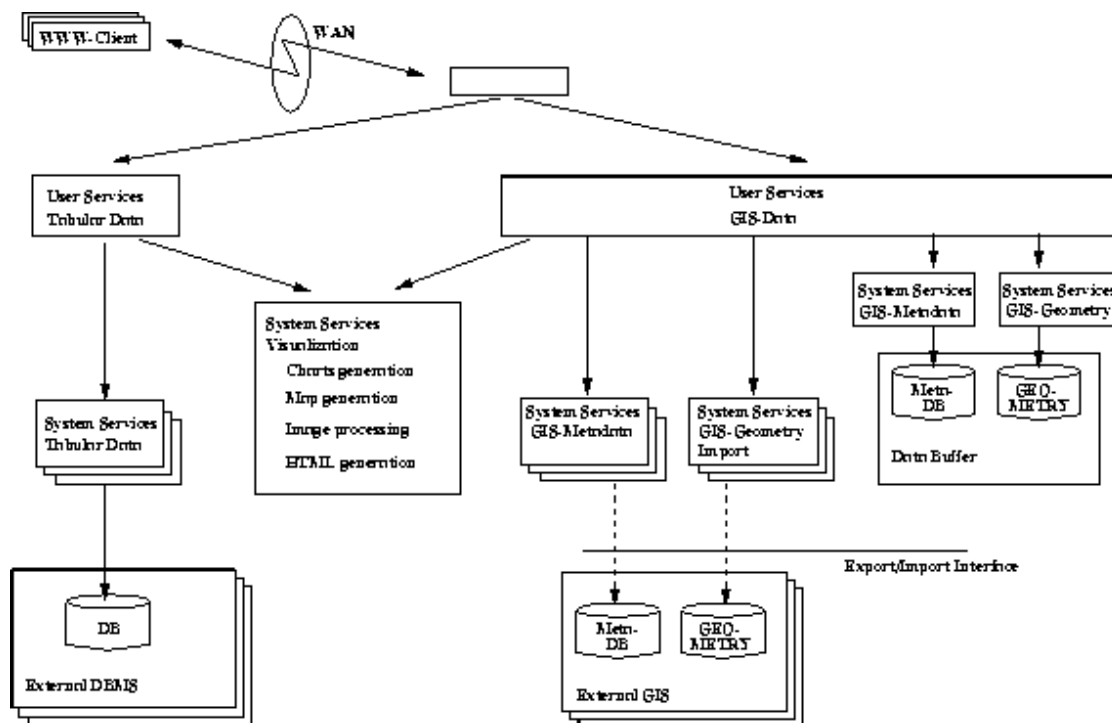 WWW-Client
WAN
User Services
Tabular Data
User Services
GIS-Data
System Services
GIS-Metadata
System Services
GIS-Geometry
System Services
Visualization
Charts generation
Map generation
Image processing
HTML generation
Meta-
DB
GEO-
METRY
Data Buffer
System Services
Tabular Data
System Services
GIS-Metadata
System Services
GIS-Geometry
Import
Export/Import Interface
DB
External DBMS
Meta-
DB
GEO-
METRY
External GIS